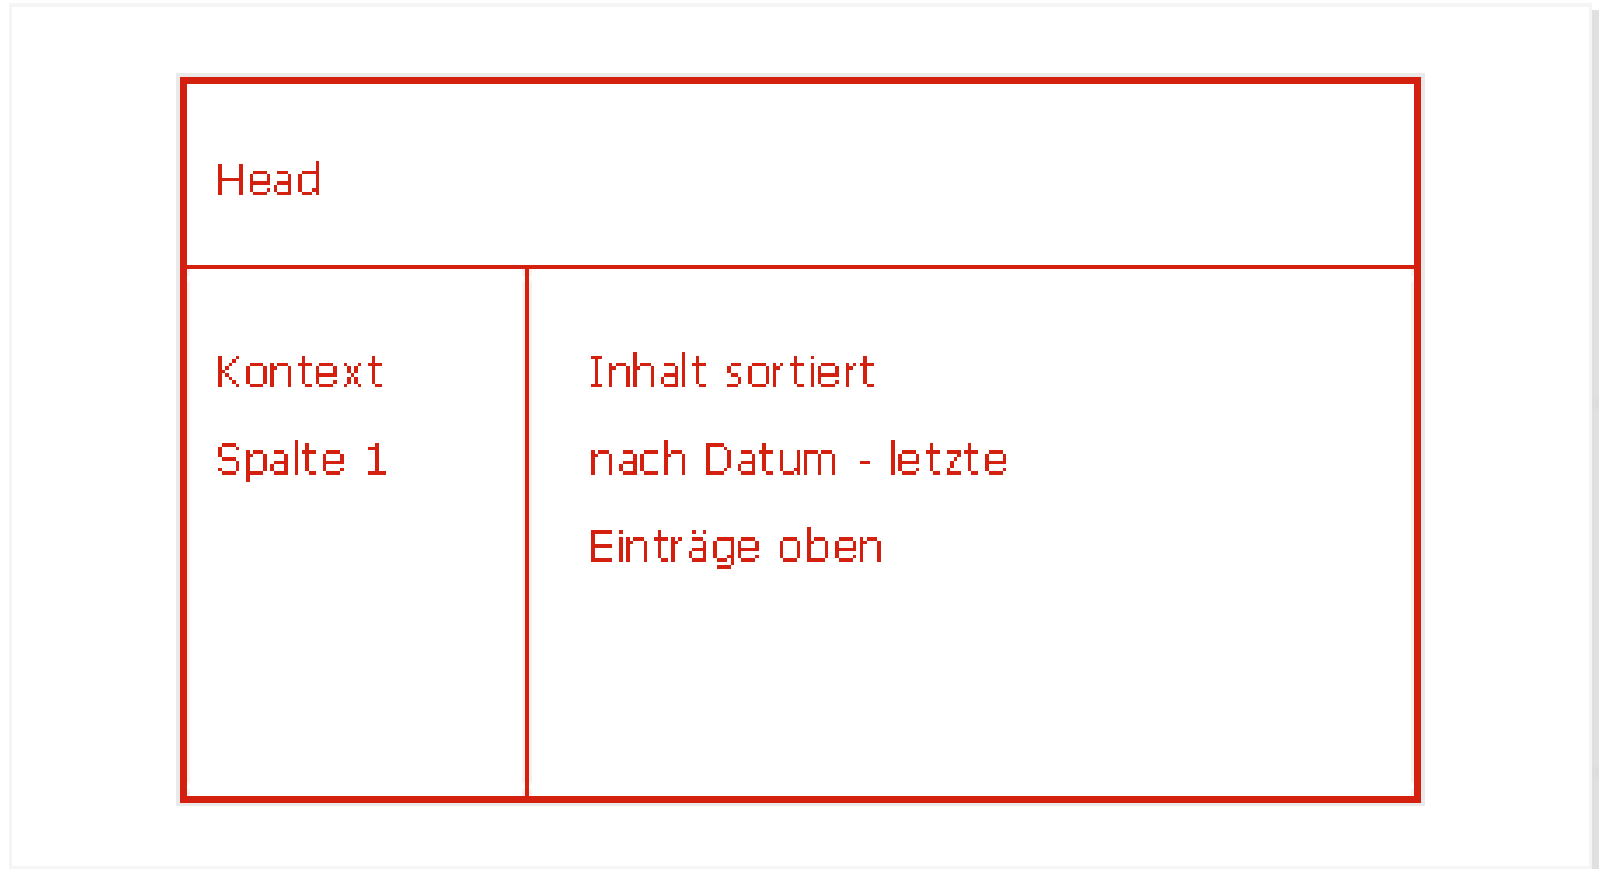 Head
Kontext
Spalte 1
Inhalt sortiert
nach Datum - letzte
Einträge oben